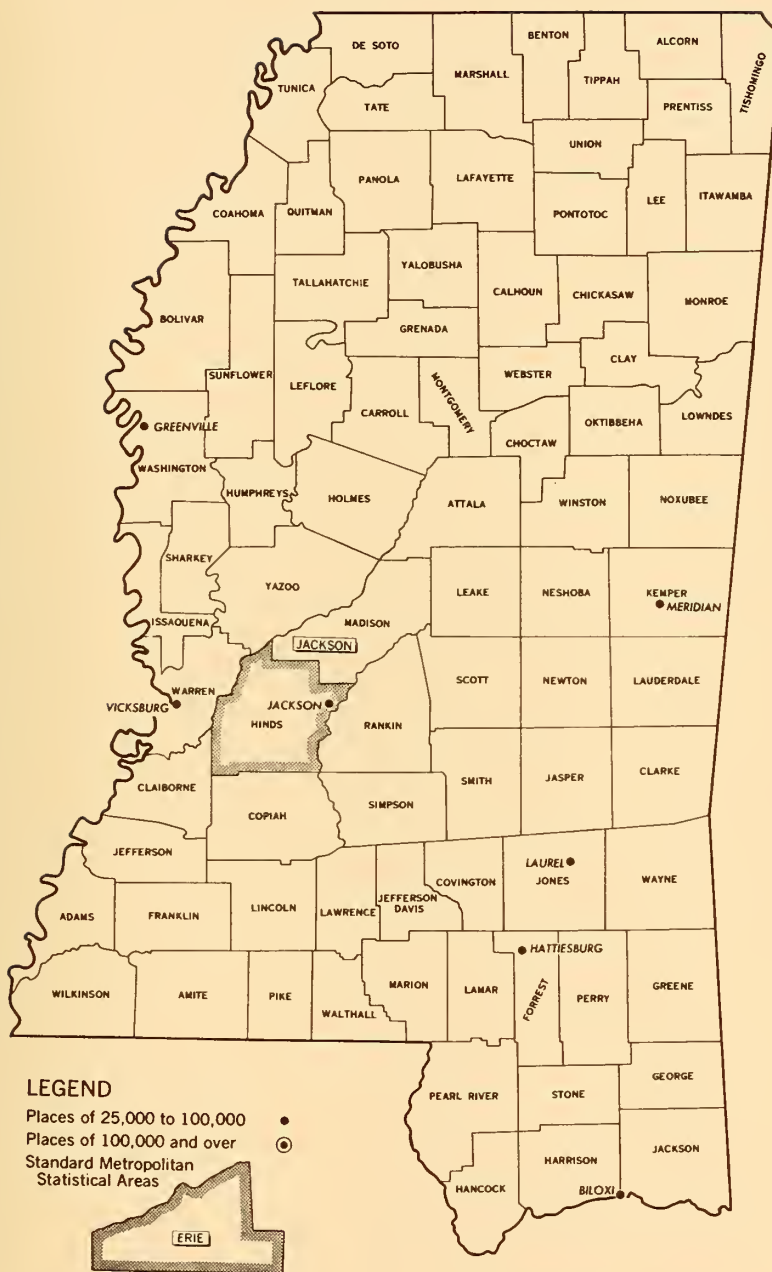 DE SOTO
BENTON
ALCORN
MARSHALL
TIPPAH
TISHOMINGO
TUNICA
TATE
PRENTISS
UNION
PANOLA
LAFAYETTE
LEE
ITAWAMBA
COAHOMA
QUITMAN
PONTOTOC
YALOBUSHA
TALLAHATCHIE
CALHOUN
CHICKASAW
MONROE
BOLIVAR
GRENADA
CLAY
SUNFLOWER
LEFLORE
MONTGOMERY
WEBSTER
CARROLL
LOWNDES
GREENVILLE
OKTIBBEHA
CHOCTAW
WASHINGTON
HUMPHREYS
HOLMES
ATTALA
WINSTON
NOXUBEE
SHARKEY
YAZOO
LEAKE
NESHOBA
KEMPER
MERIDIAN
ISSAQUENA
MADISON
JACKSON
SCOTT
NEWTON
LAUDERDALE
WARREN
VICKSBURG
JACKSON
HINDS
RANKIN
SMITH
JASPER
CLARKE
CLAIBORNE
COPIAH
SIMPSON
JEFFERSON
LAUREL
JONES
COVINGTON
WAYNE
ADAMS
FRANKLIN
LINCOLN
LAWRENCE
JEFFERSON
DAVIS
HATTIESBURG
WILKINSON
AMITE
PIKE
WALTHALL
MARION
LAMAR
FORREST
PERRY
GREENE
GEORGE
PEARL RIVER
STONE
JACKSON
HARRISON
HANCOCK
BILOXI
LEGEND
Places of 25,000 to 100,000
Places of 100,000 and over
Standard Metropolitan
Statistical Areas
ERIE